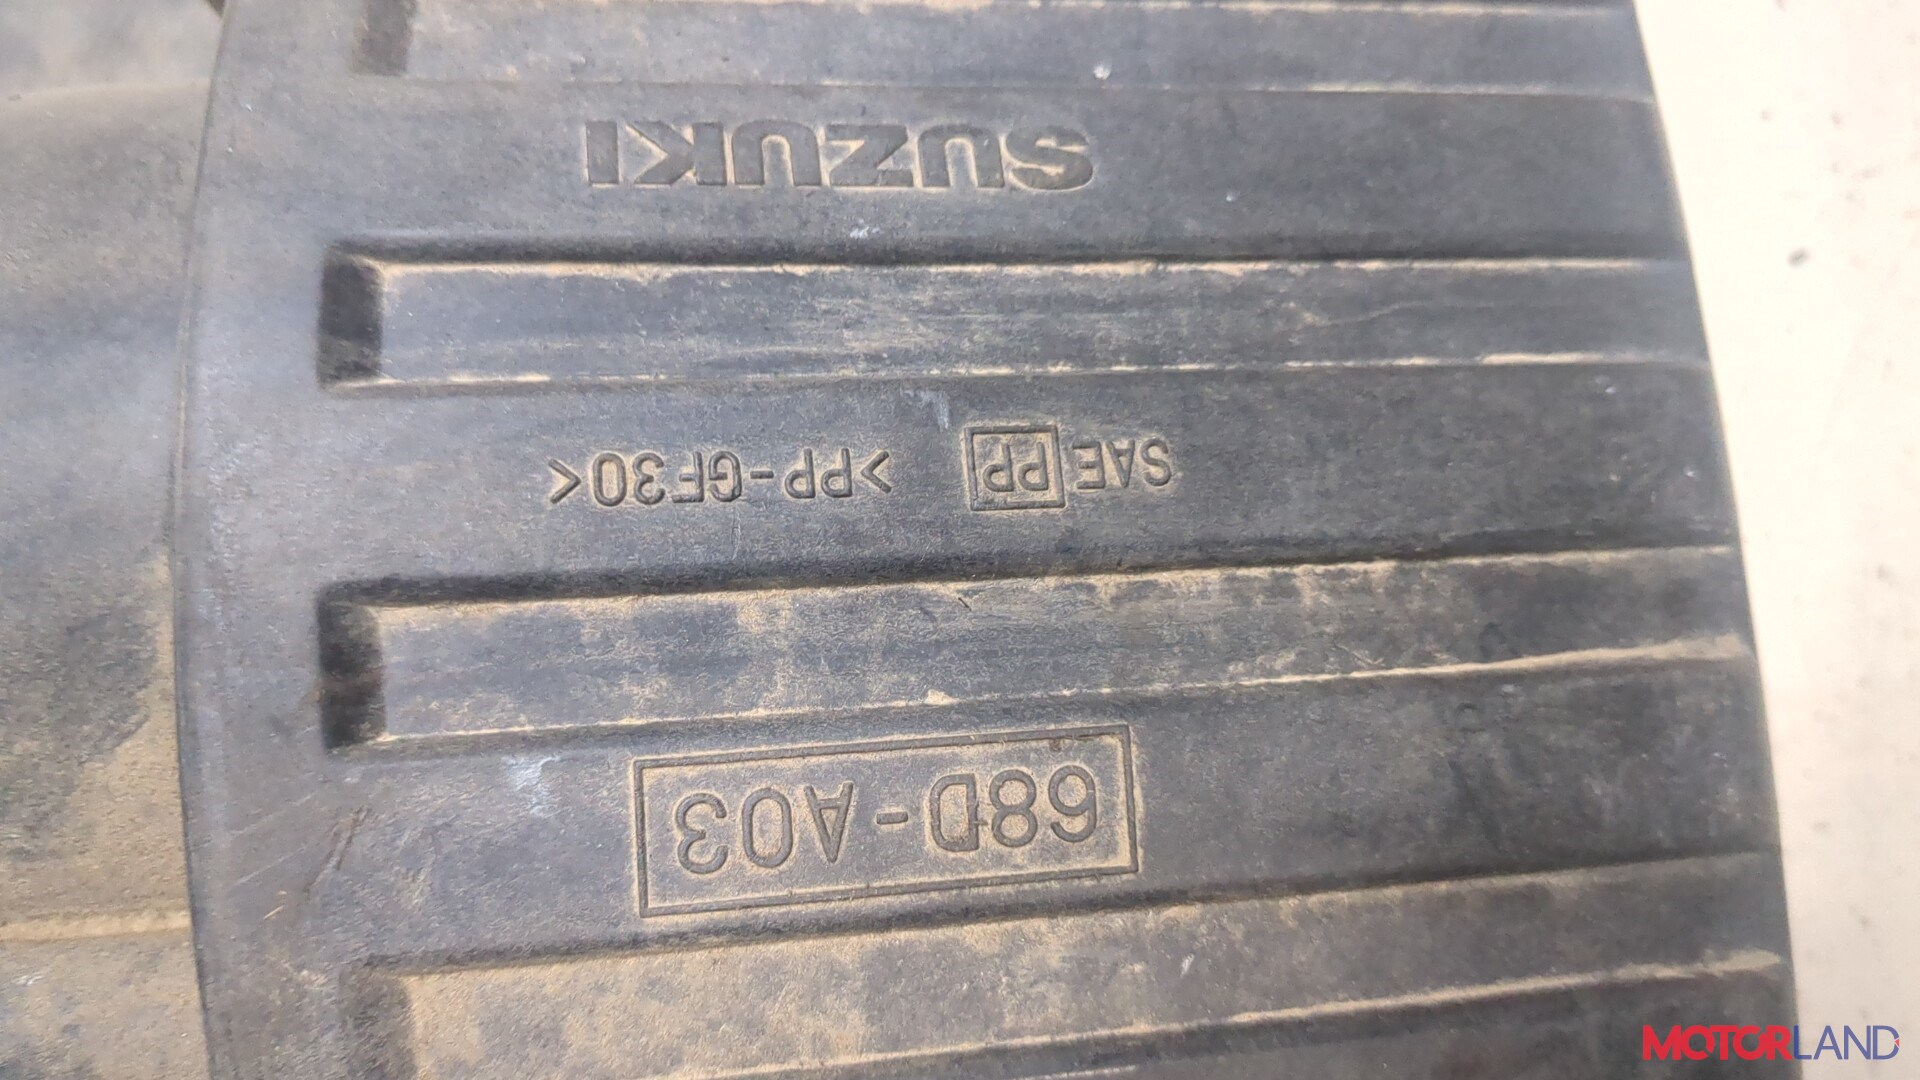 68D-A03
SAE PP >PP-GF30<
SUZUKI
MOTORLAND